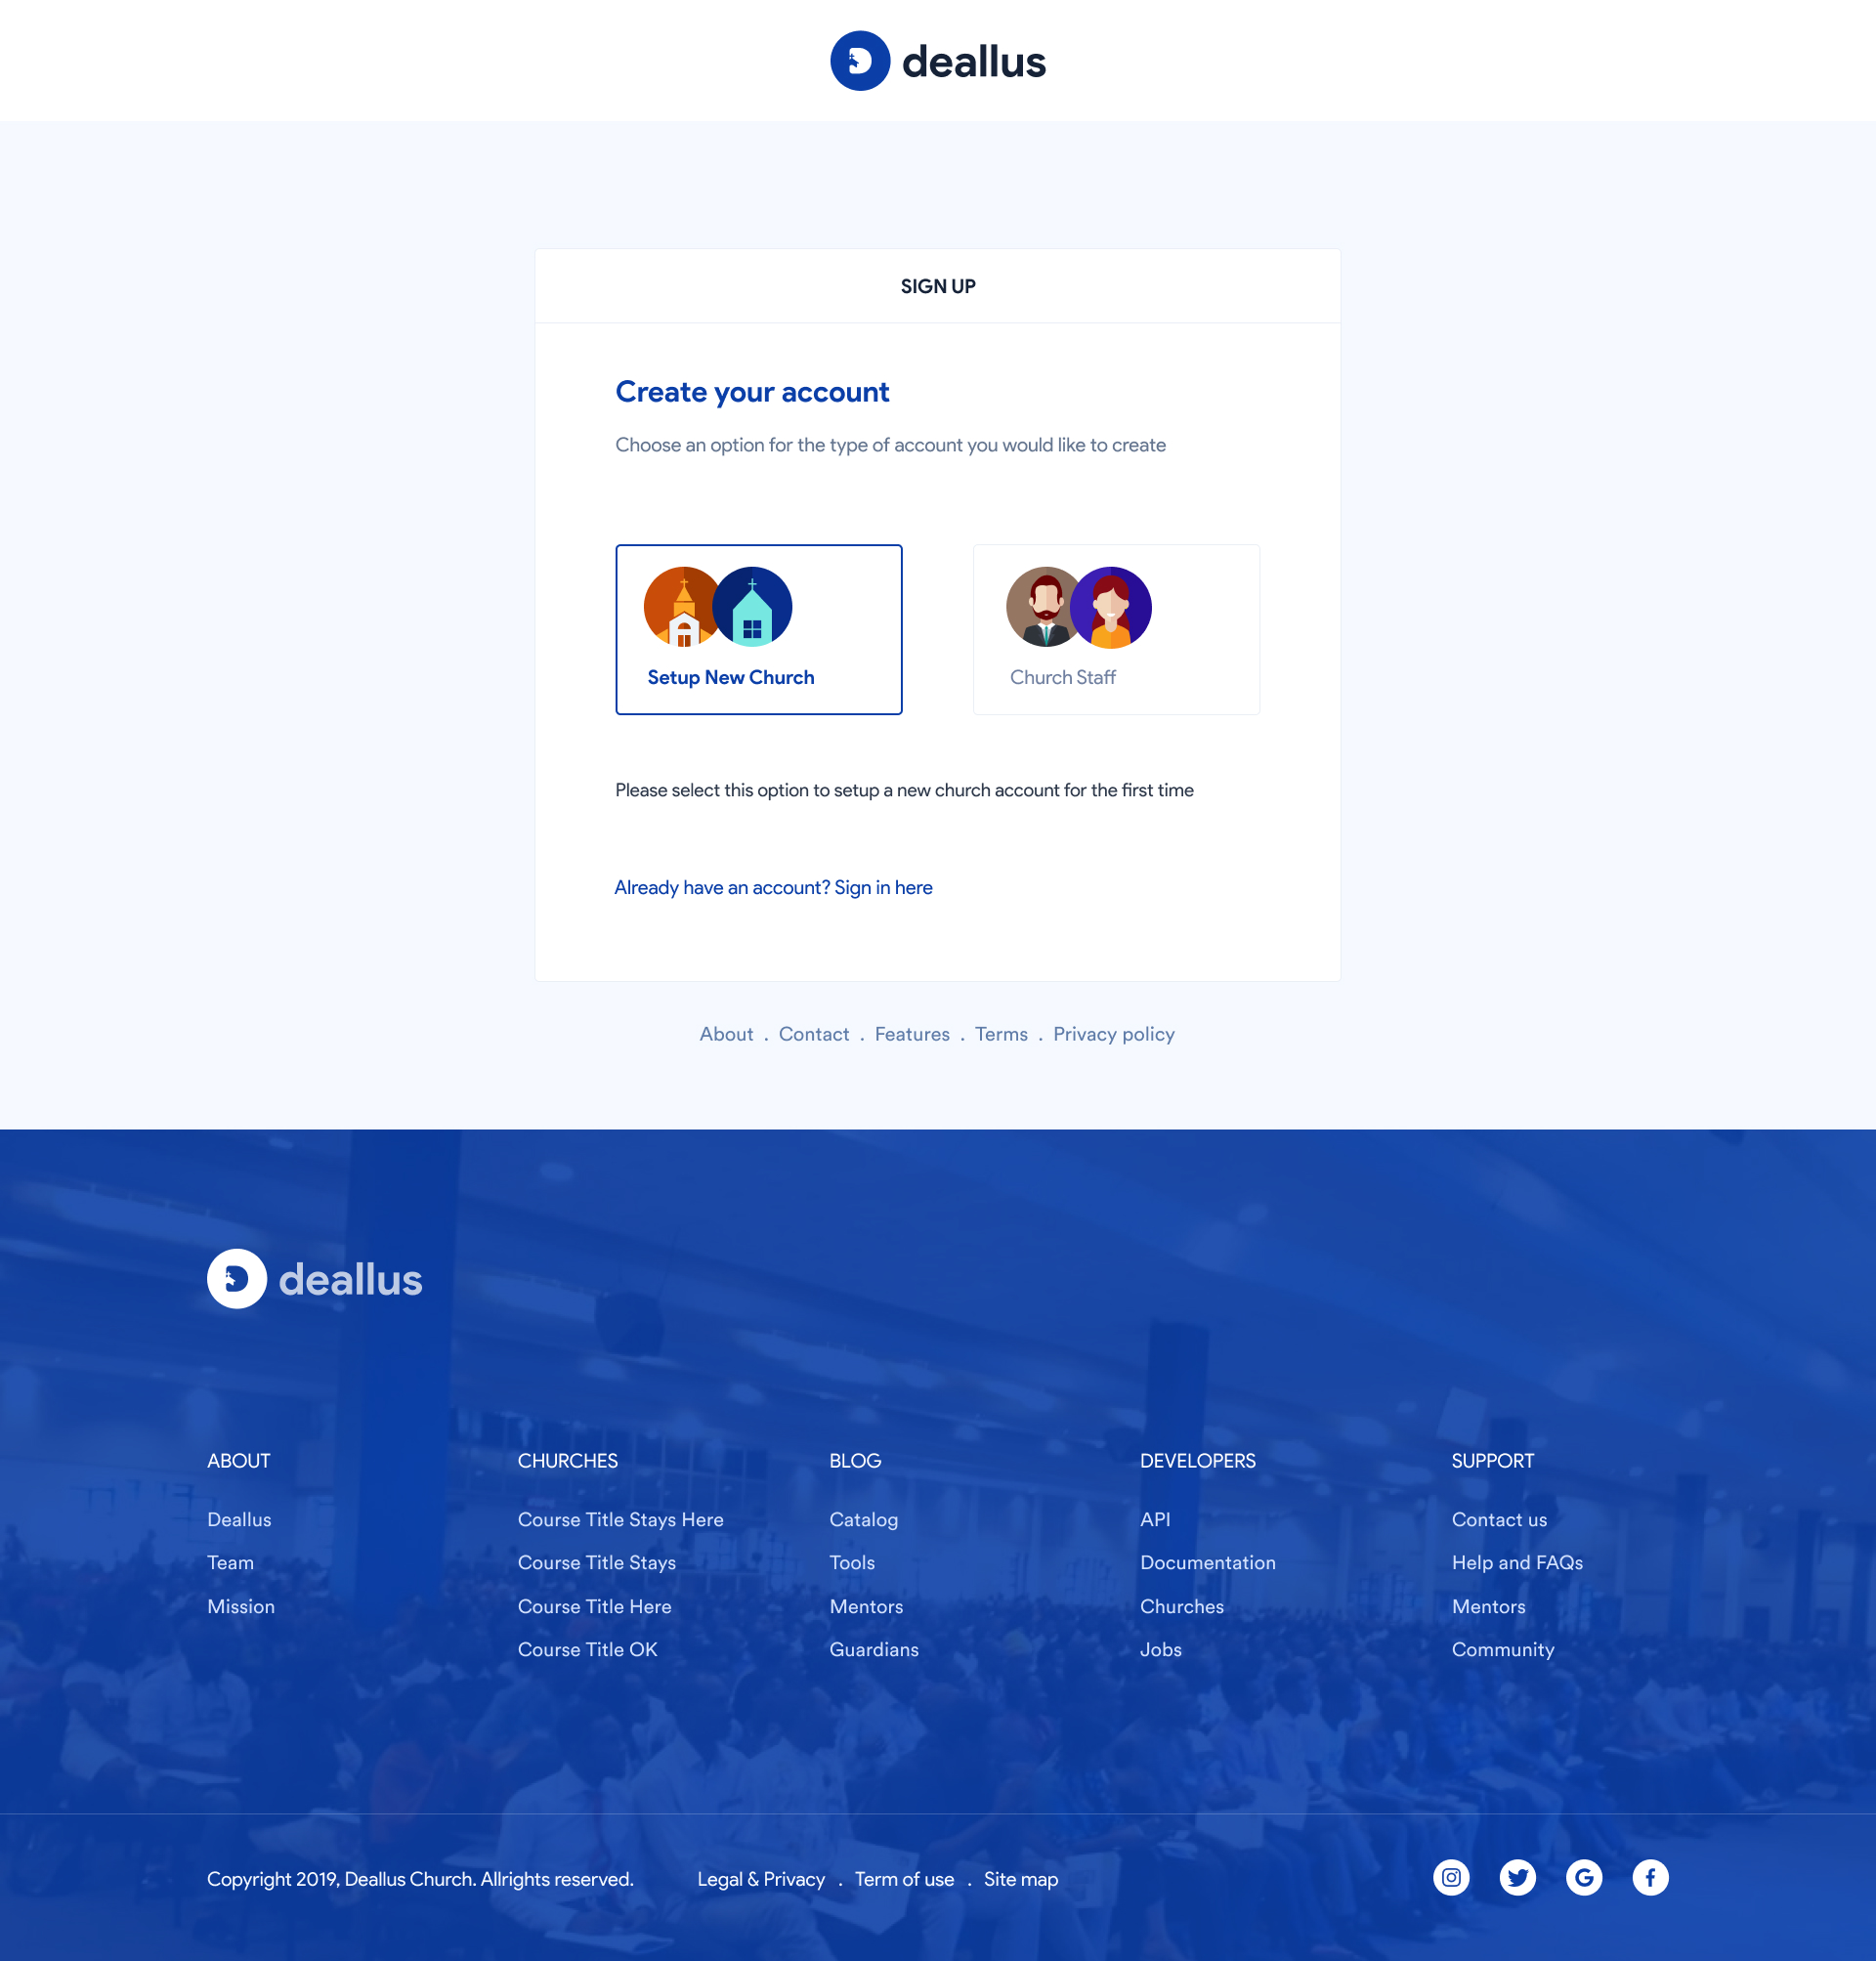 deallus
SIGN UP
Create your account
Choose an option for the type of account you would like to create
Setup New Church
Church Staff
Please select this option to setup a new church account for the first time
Already have an account? Sign in here
About . Contact . Features . Terms . Privacy policy
deallus
ABOUT
Deallus
Team
Mission
CHURCHES
Course Title Stays Here
Course Title Stays
Course Title Here
Course Title OK
BLOG
Catalog
Tools
Mentors
Guardians
DEVELOPERS
API
Documentation
Churches
Jobs
SUPPORT
Contact us
Help and FAQs
Mentors
Community
Copyright 2019, Deallus Church. Allrights reserved.
Legal & Privacy . Term of use . Site map